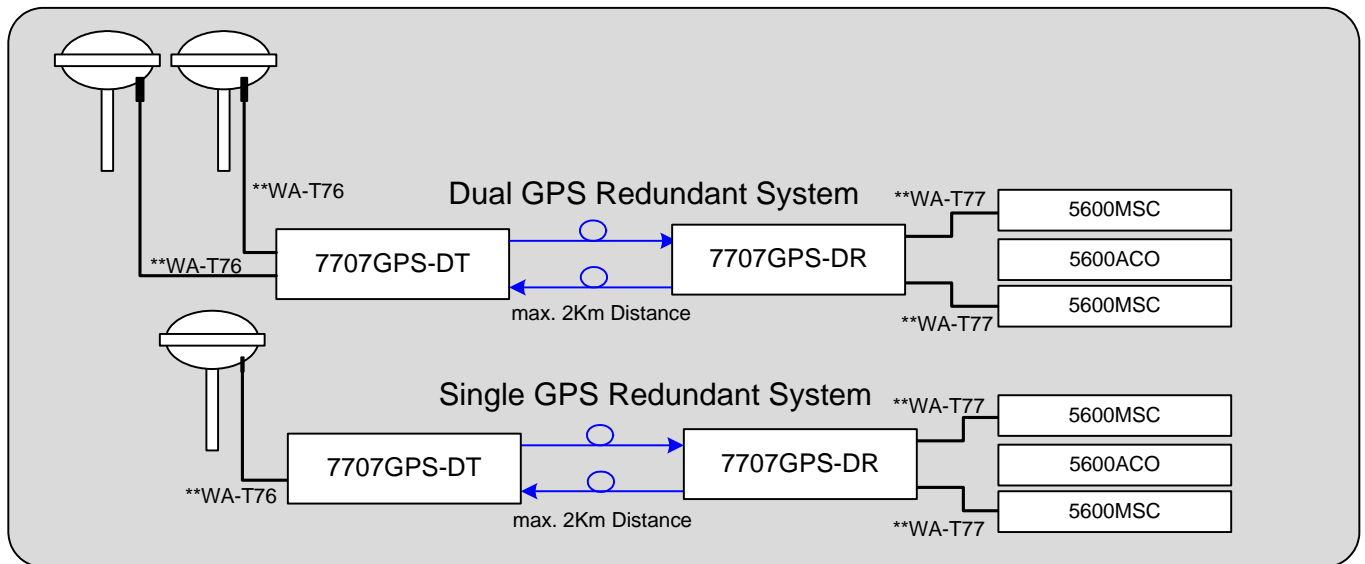 **WA-T76
**WA-T76
Dual GPS Redundant System
7707GPS-DT
7707GPS-DR
max. 2Km Distance
**WA-T77
**WA-T77
5600MSC
5600ACO
5600MSC
Single GPS Redundant System
**WA-T76
7707GPS-DT
7707GPS-DR
max. 2Km Distance
**WA-T77
**WA-T77
5600MSC
5600ACO
5600MSC